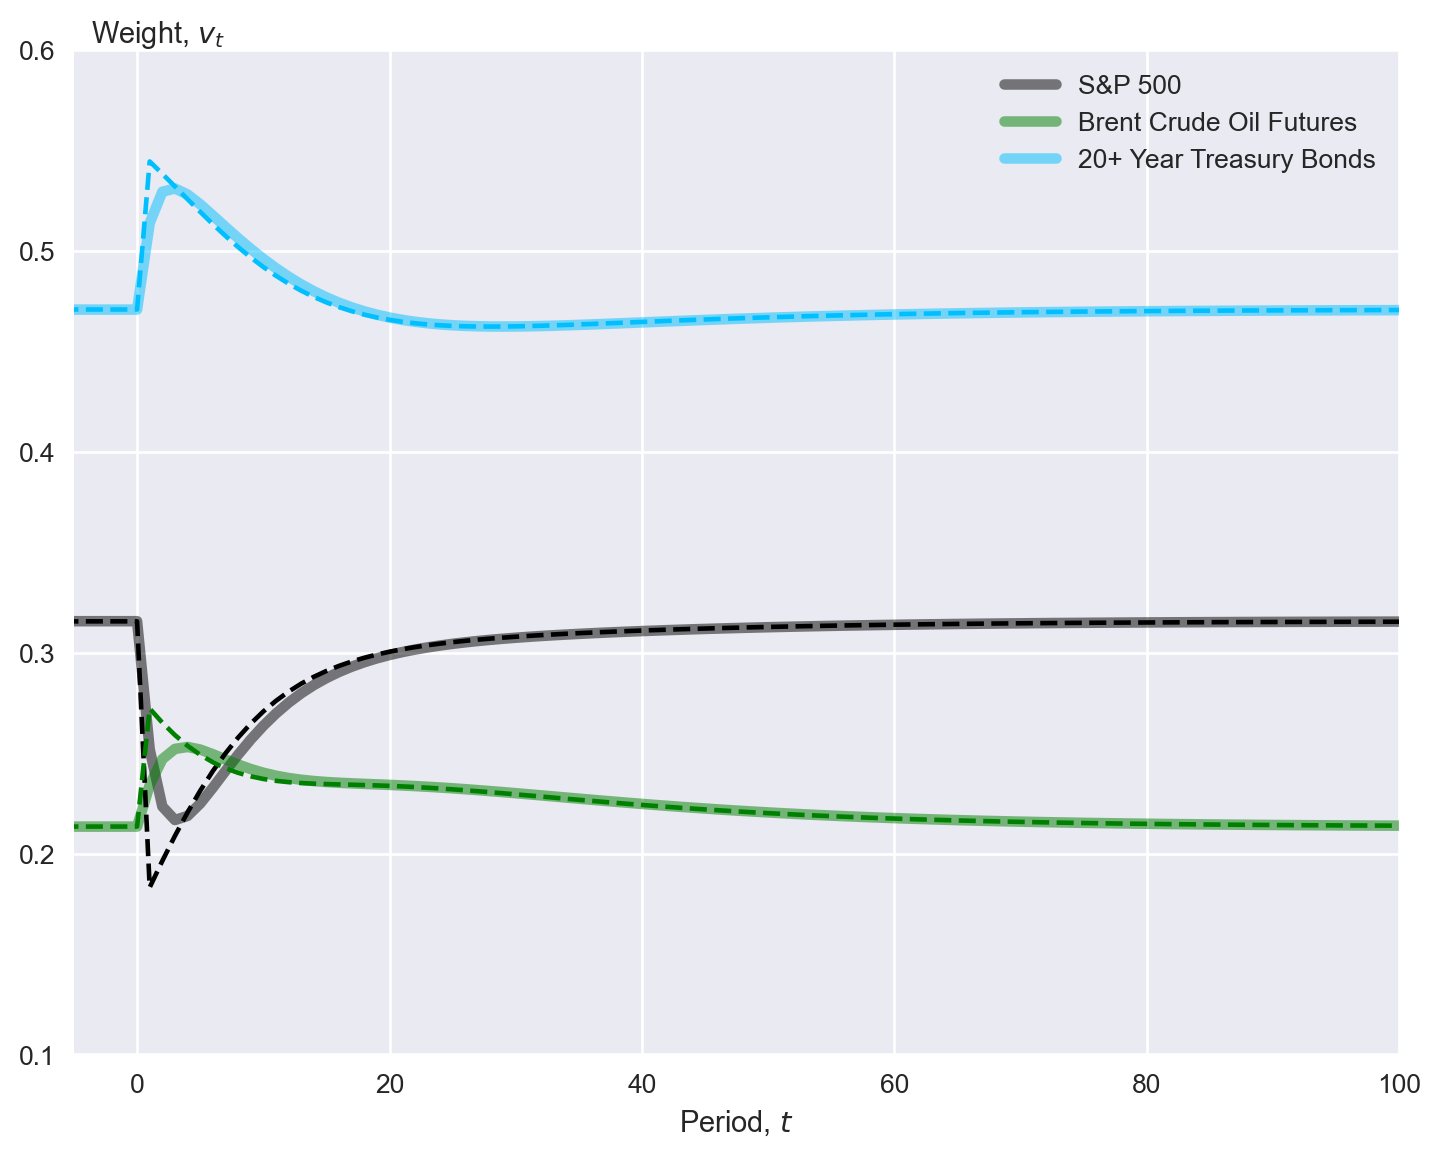 Weight, vₜ
0.6
0.5
0.4
0.3
0.2
0.1
S&P 500
Brent Crude Oil Futures
20+ Year Treasury Bonds
0 20 40 60 80 100
Period, t